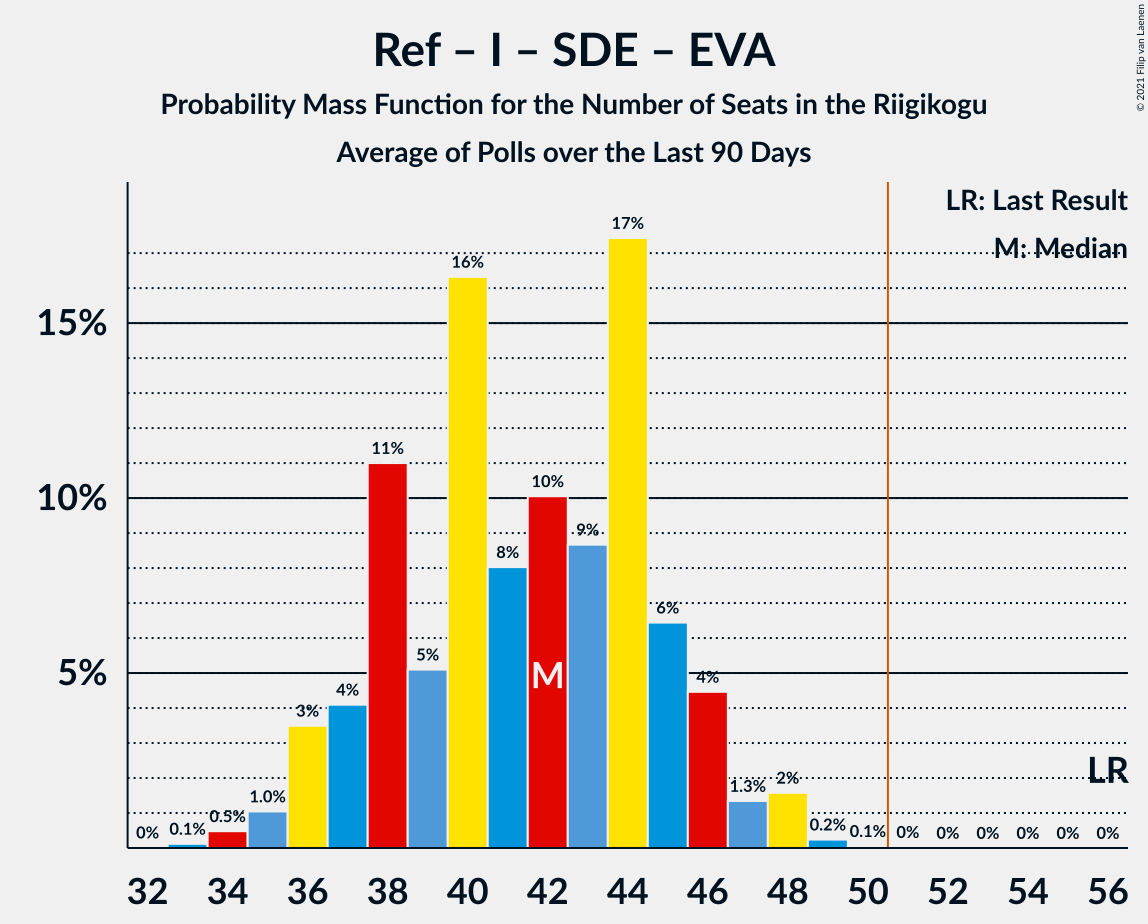 Ref – I – SDE – EVA
Probability Mass Function for the Number of Seats in the Riigikogu
Average of Polls over the Last 90 Days
© 2021 Filip van Laenen
LR: Last Result
M: Median
17%
16%
15%
11%
10%
10%
9%
8%
6%
5%
5%
4%
4%
3%
M
LR
2%
1.3%
1.0%
0.5%
0% 0.1% 0.2% 0.1% 0% 0% 0% 0% 0% 0%
32 34 36 38 40 42 44 46 48 50 52 54 56